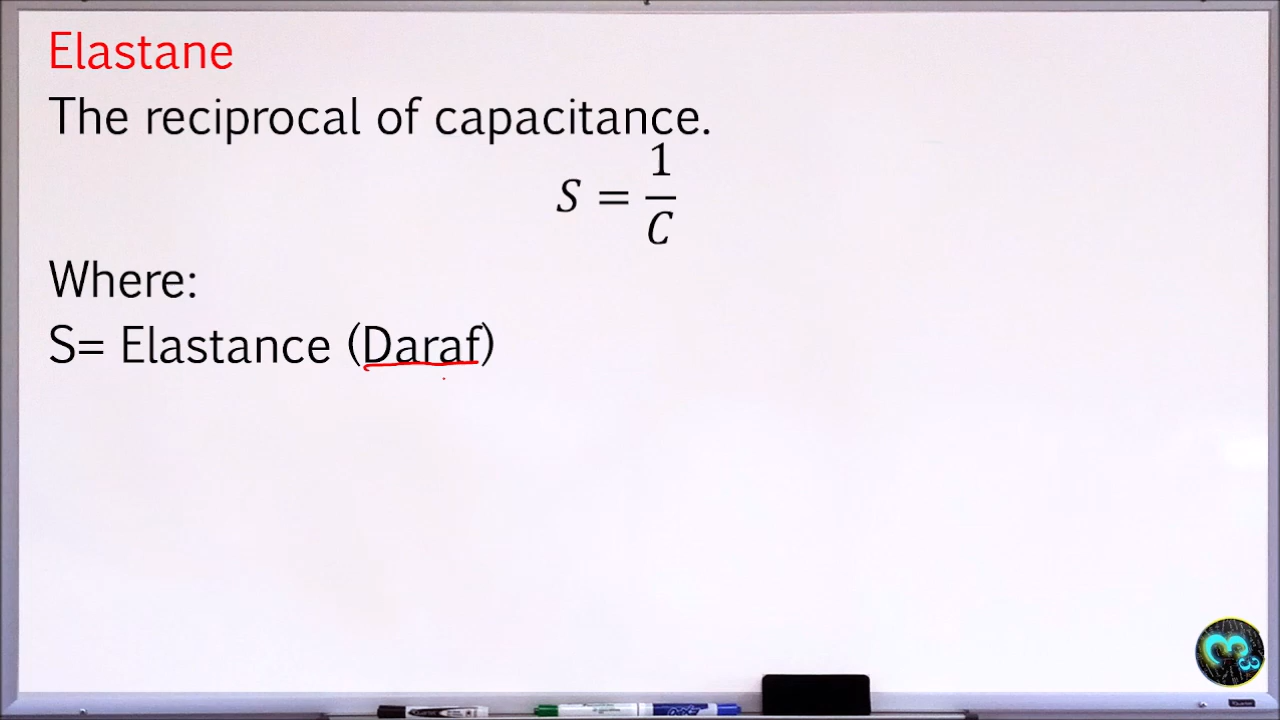 Elastane
The reciprocal of capacitance.
S = 1/C
Where:
S= Elastance (Daraf)